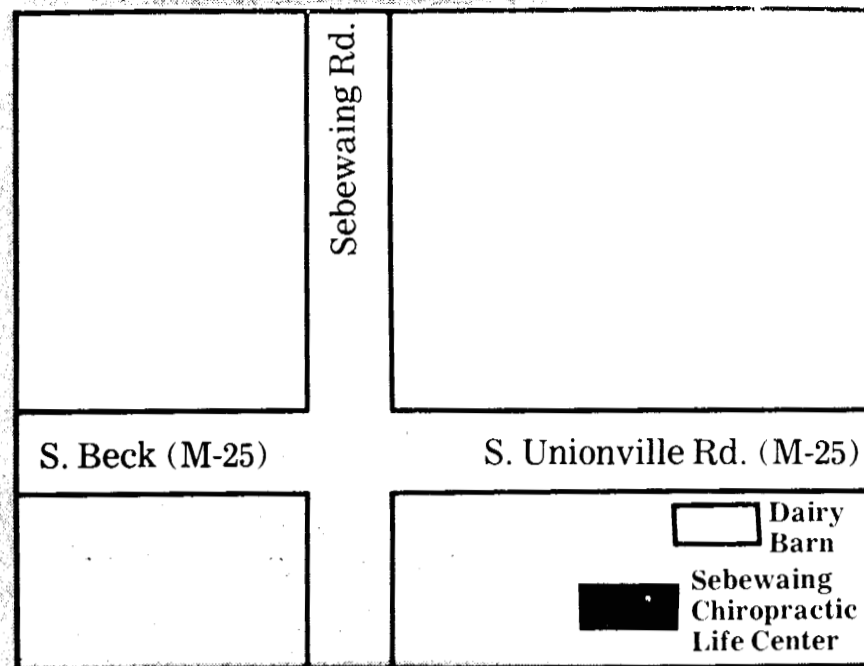 Sebewaing Rd.
S. Beck (M-25)
S. Unionville Rd. (M-25)
Dairy
Barn
Sebewaing
Chiropractic
Life Center